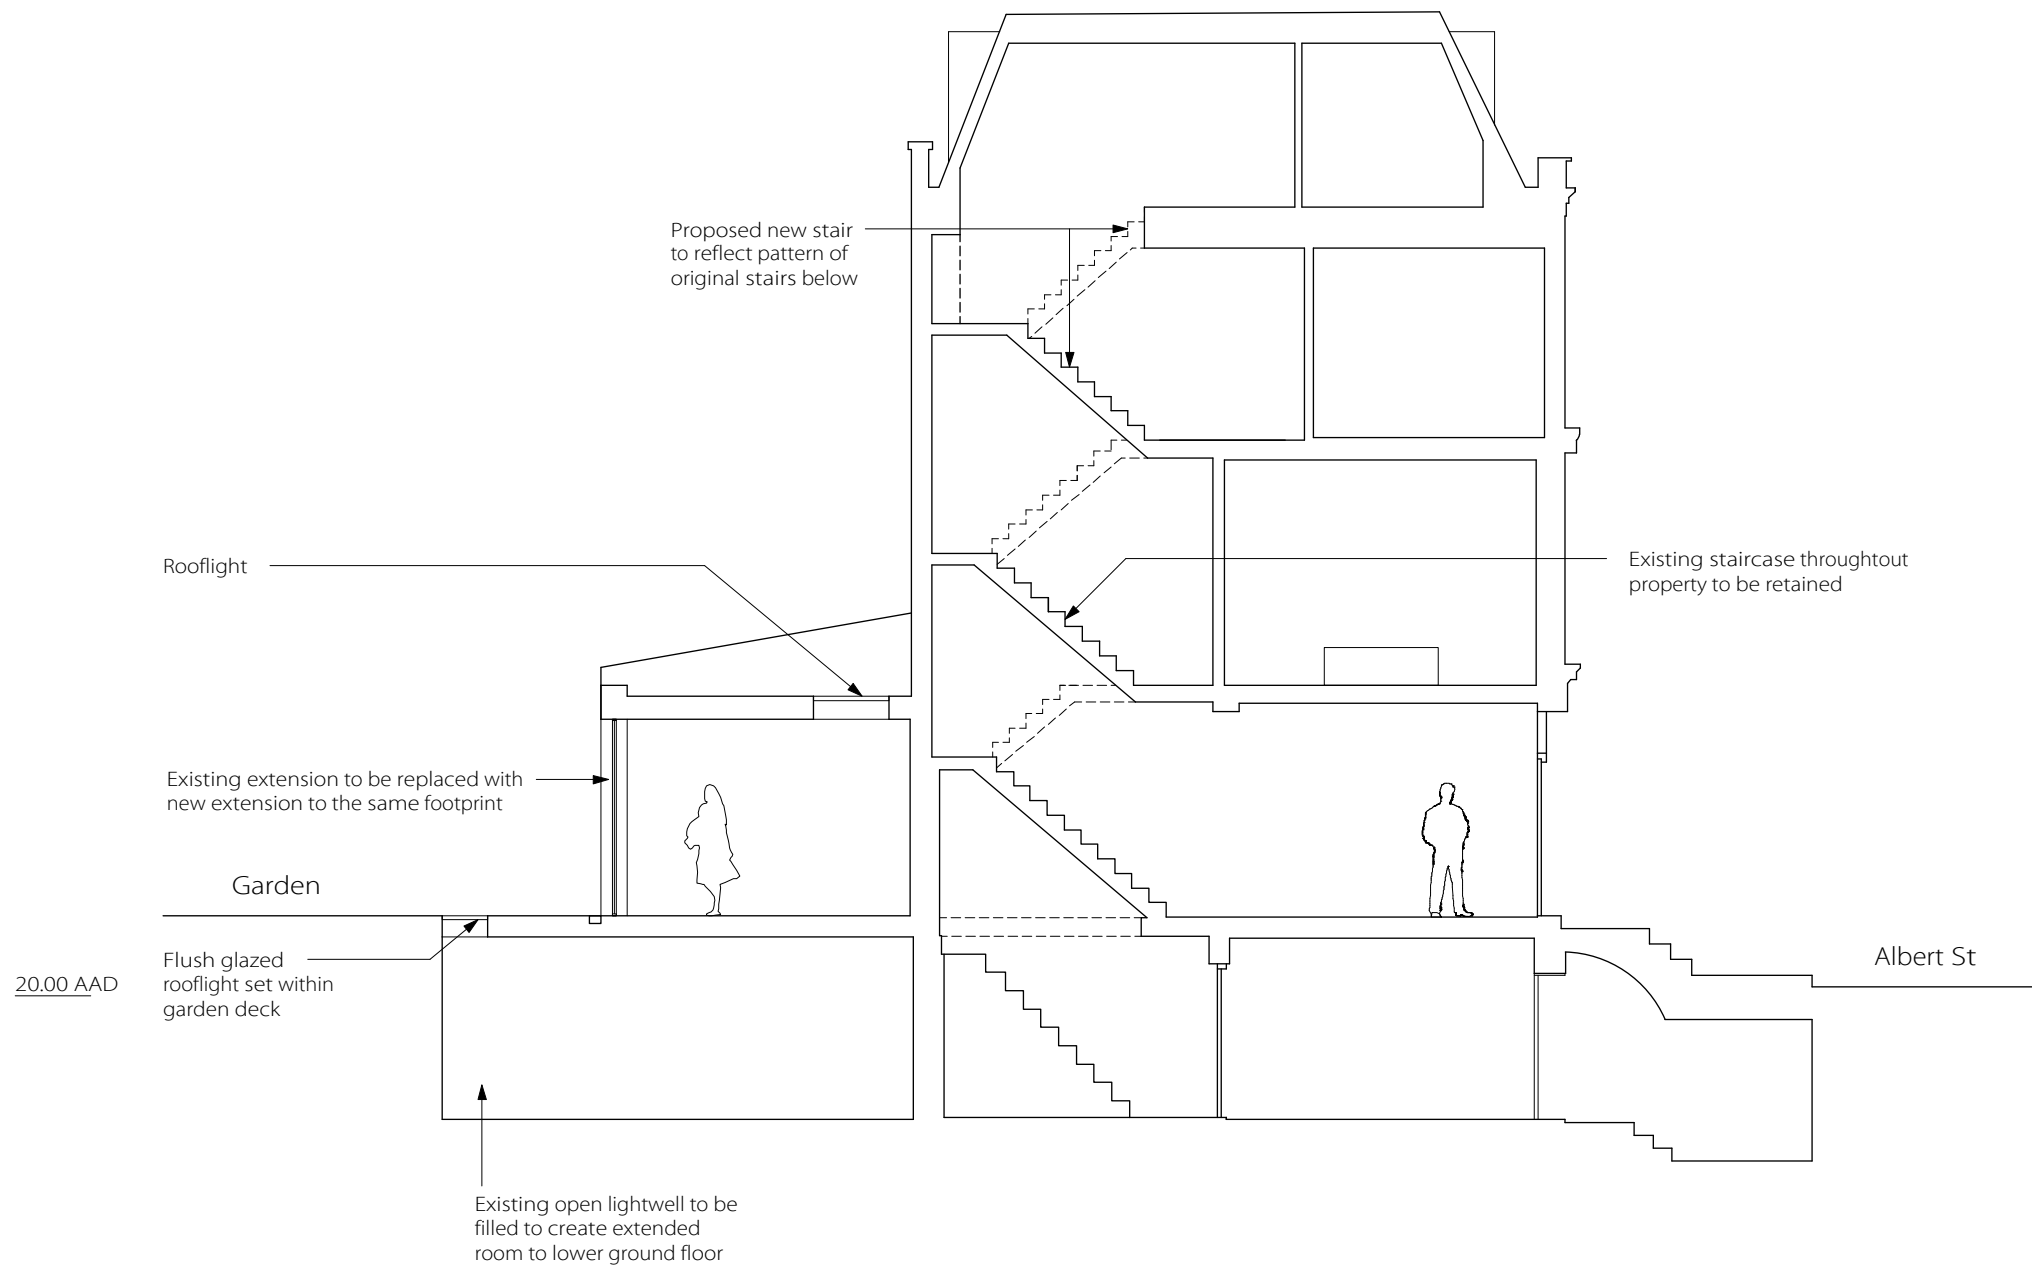 Proposed new stair
to reflect pattern of
original stairs below
Rooflight
Existing staircase throughtout
property to be retained
Existing extension to be replaced with
new extension to the same footprint
Garden
Flush glazed
rooflight set within
garden deck
20.00 AAD
Albert St
Existing open lightwell to be
filled to create extended
room to lower ground floor